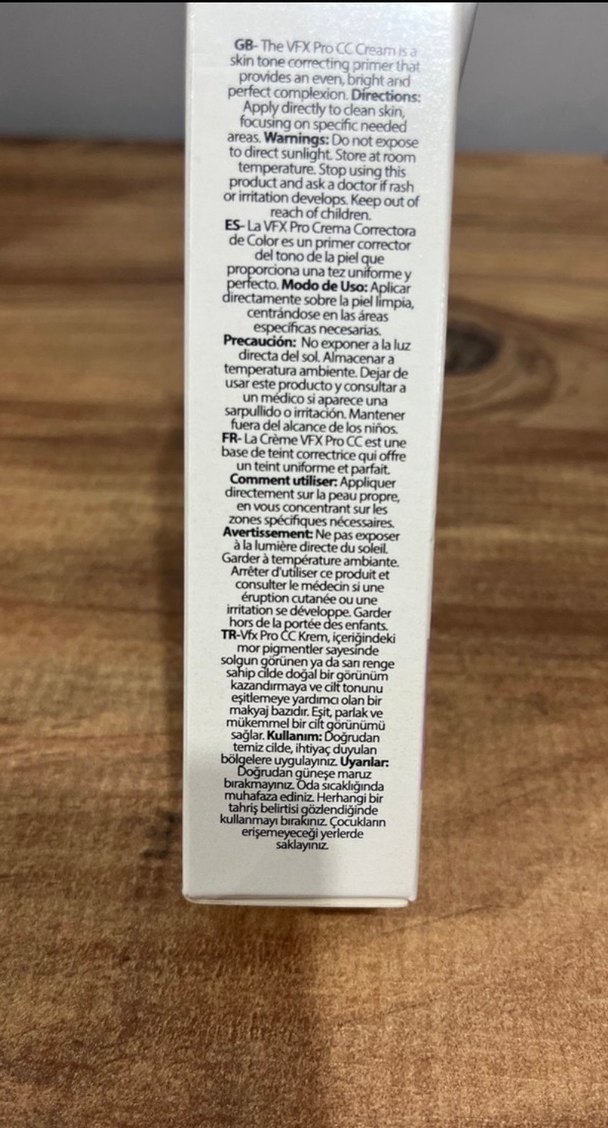 GB- The VFX Pro CC Cream is a
skin tone correcting primer that
provides an even, bright and
perfect complexion. Directions:
Apply directly to clean skin,
focusing on specific needed
areas. Warnings: Do not expose
to direct sunlight. Store at room
temperature. Stop using this
product and ask a doctor if rash
or irritation develops. Keep out of
reach of children.
ES- La VFX Pro Crema Correctora
de Color es un primer corrector
del tono de la piel que
proporciona una tez uniforme y
perfecto. Modo de Uso: Aplicar
directamente sobre la piel limpia,
centrándose en las áreas
específicas necesarias.
Precaución: No exponer a la luz
directa del sol. Almacenar a
temperatura ambiente. Dejar de
usar este producto y consultar a
un médico si aparece una
sarpullido o irritación. Mantener
fuera del alcance de los niños.
FR- La Crème VFX Pro CC est une
base de teint correctrice qui offre
un teint uniforme et parfait.
Comment utiliser: Appliquer
directement sur la peau propre,
en vous concentrant sur les
zones spécifiques nécessaires.
Avertissement: Ne pas exposer
à la lumière directe du soleil.
Garder à température ambiante.
Arrêter d'utiliser ce produit et
consulter le médecin si une
éruption cutanée ou une
irritation se développe. Garder
hors de la portée des enfants.
TR-Vfx Pro CC Krem, içeriğindeki
mor pigmentler sayesinde
solgun görünen ya da sarı renge
sahip cilde doğal bir görünüm
kazandırmaya ve cilt tonunu
eşitlemeye yardımcı olan bir
makyaj bazıdır. Eşit, parlak ve
mükemmel bir cilt görünümü
sağlar. Kullanım: Doğrudan
temiz cilde, ihtiyaç duyulan
bölgelere uygulayınız. Uyarılar:
Doğrudan güneşe maruz
bırakmayınız. Oda sıcaklığında
muhafaza ediniz. Herhangi bir
tahriş belirtisi gözlendiğinde
kullanmayı bırakınız. Çocukların
erişemeyeceği yerlerde
saklayınız.